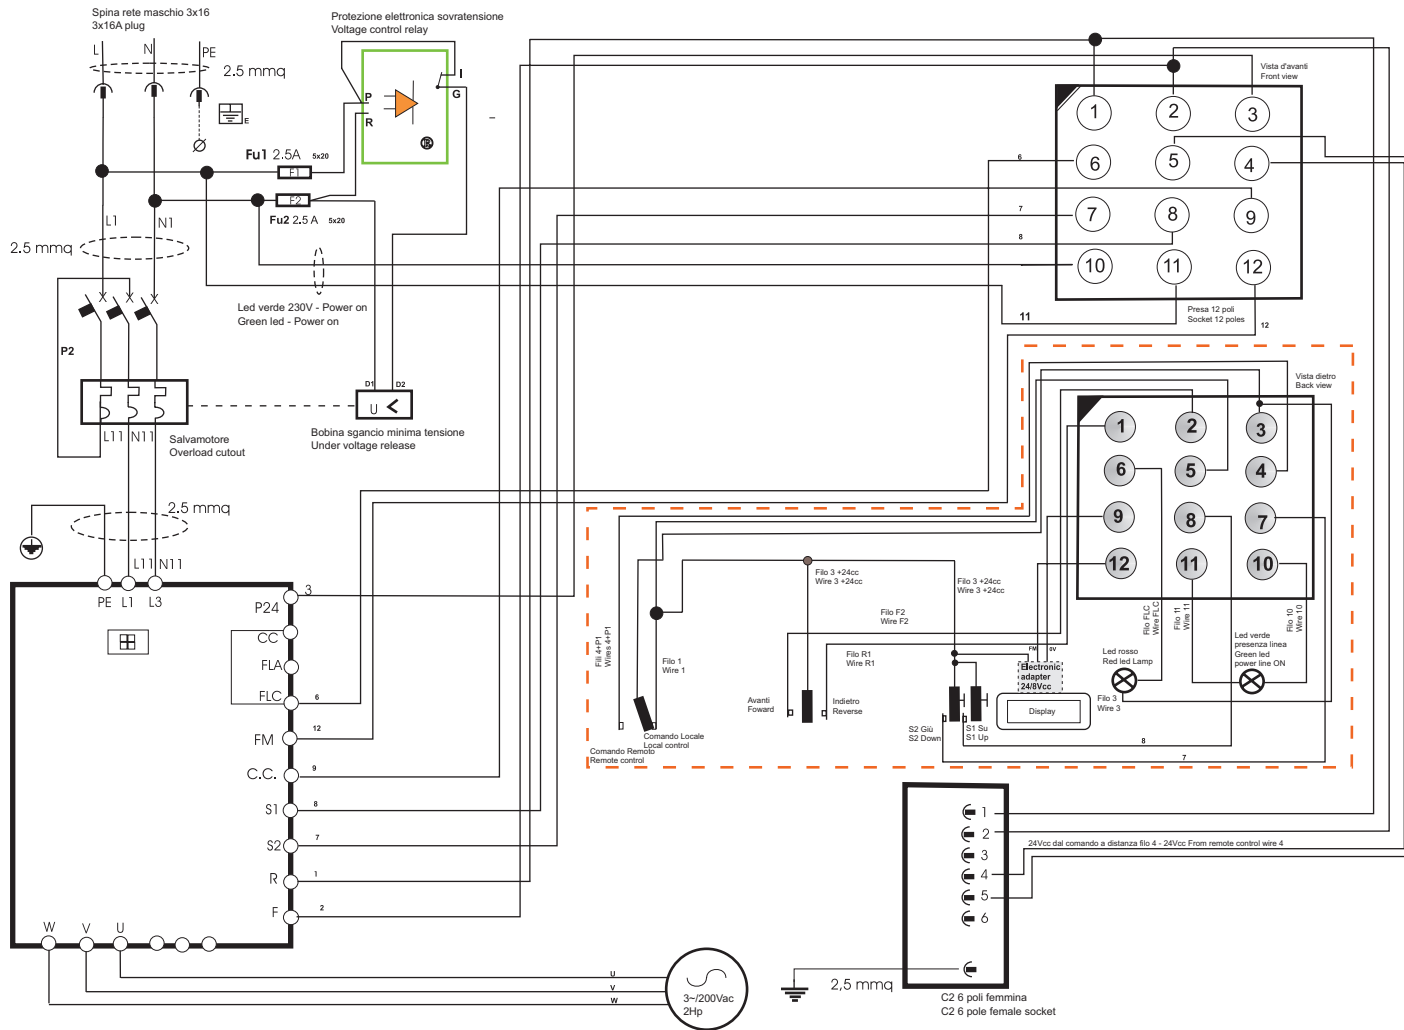 Spina rete maschio 3x16
3x16A plug
L
N
PE
2.5 mmq
E
Protezione elettronica sovratensione
Voltage control relay
P
R
I
G
®
Fu1 2.5A 5x20
F1
F2
Fu2 2.5 A 5x20
L1
N1
2.5 mmq
Led verde 230V - Power on
Green led - Power on
P2
D1
D2
U <
Bobina sgancio minima tensione
Under voltage release
Salvamotore
Overload cutout
L11
N11
2.5 mmq
L11
N11
PE
L1
L3
P24
3
CC
FLA
FLC
6
FM
12
C.C.
9
S1
8
S2
7
R
1
F
2
W
V
U
U
V
W
3~/200Vac
2Hp
Vista d'avanti
Front view
1
2
3
6
5
4
7
8
9
10
11
12
6
7
8
11
12
Presa 12 poli
Socket 12 poles
Vista dietro
Back view
1
2
3
6
5
4
9
8
7
12
11
10
Filo FLC
Wire FLC
Filo 11
Wire 11
Filo 10
Wire 10
Led verde
presenza linea
Green led
power line ON
Led rosso
Red led Lamp
Filo 3
Wire 3
Filo 3 +24cc
Wire 3 +24cc
Filo 3 +24cc
Wire 3 +24cc
Filo F2
Wire F2
Filo R1
Wire R1
Fili 4+P1
Wires 4+P1
Filo 1
Wire 1
FM
0V
Electronic
adapter
24/8Vcc
Display
Avanti
Foward
Indietro
Reverse
S2 Giù
S2 Down
S1 Su
S1 Up
8
7
Comando Locale
Local control
Comando Remoto
Remote control
1
2
3
4
5
6
24Vcc dal comando a distanza filo 4 - 24Vcc From remote control wire 4
2,5 mmq
C2 6 poli femmina
C2 6 pole female socket